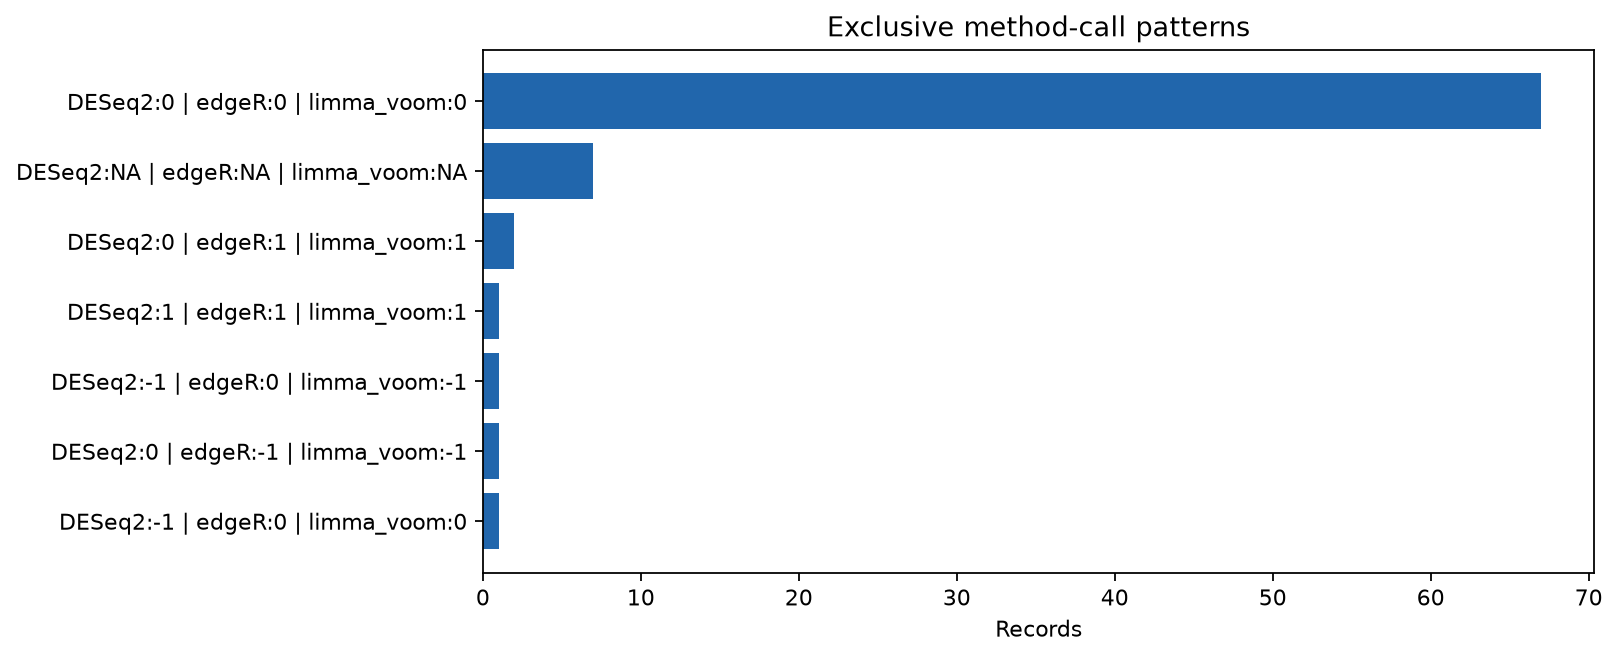 Exclusive method-call patterns
DESeq2:0 | edgeR:0 | limma_voom:0
DESeq2:NA | edgeR:NA | limma_voom:NA
DESeq2:0 | edgeR:1 | limma_voom:1
DESeq2:1 | edgeR:1 | limma_voom:1
DESeq2:-1 | edgeR:0 | limma_voom:-1
DESeq2:0 | edgeR:-1 | limma_voom:-1
DESeq2:-1 | edgeR:0 | limma_voom:0
0 10 20 30 40 50 60 70
Records